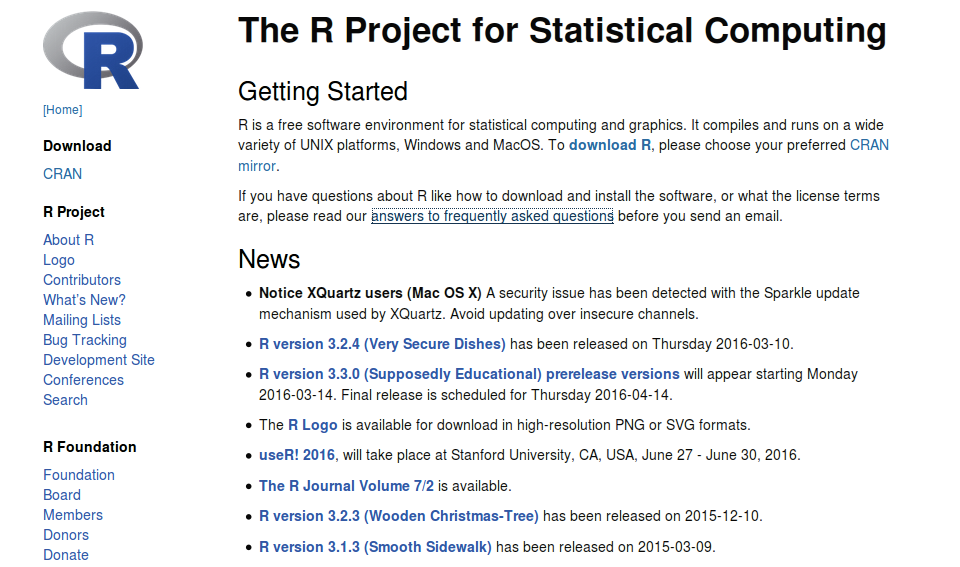 R
[Home]
Download
CRAN
R Project
About R
Logo
Contributors
What's New?
Mailing Lists
Bug Tracking
Development Site
Conferences
Search
R Foundation
Foundation
Board
Members
Donors
Donate
The R Project for Statistical Computing
Getting Started
R is a free software environment for statistical computing and graphics. It compiles and runs on a wide
variety of UNIX platforms, Windows and MacOS. To download R, please choose your preferred CRAN
mirror.
If you have questions about R like how to download and install the software, or what the license terms
are, please read our answers to frequently asked questions before you send an email.
News
• Notice XQuartz users (Mac OS X) A security issue has been detected with the Sparkle update
mechanism used by XQuartz. Avoid updating over insecure channels.
• R version 3.2.4 (Very Secure Dishes) has been released on Thursday 2016-03-10.
• R version 3.3.0 (Supposedly Educational) prerelease versions will appear starting Monday
2016-03-14. Final release is scheduled for Thursday 2016-04-14.
• The R Logo is available for download in high-resolution PNG or SVG formats.
• useR! 2016, will take place at Stanford University, CA, USA, June 27 - June 30, 2016.
• The R Journal Volume 7/2 is available.
• R version 3.2.3 (Wooden Christmas-Tree) has been released on 2015-12-10.
• R version 3.1.3 (Smooth Sidewalk) has been released on 2015-03-09.